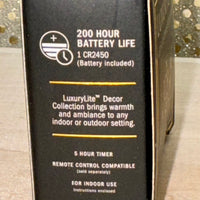 200 HOUR
BATTERY LIFE
1 CR2450
(Battery included)
LuxuryLite™ Decor
Collection brings warmth
and ambiance to any
indoor or outdoor setting.
5 HOUR TIMER
REMOTE CONTROL COMPATIBLE
(sold separately)
FOR INDOOR USE
Instructions enclosed